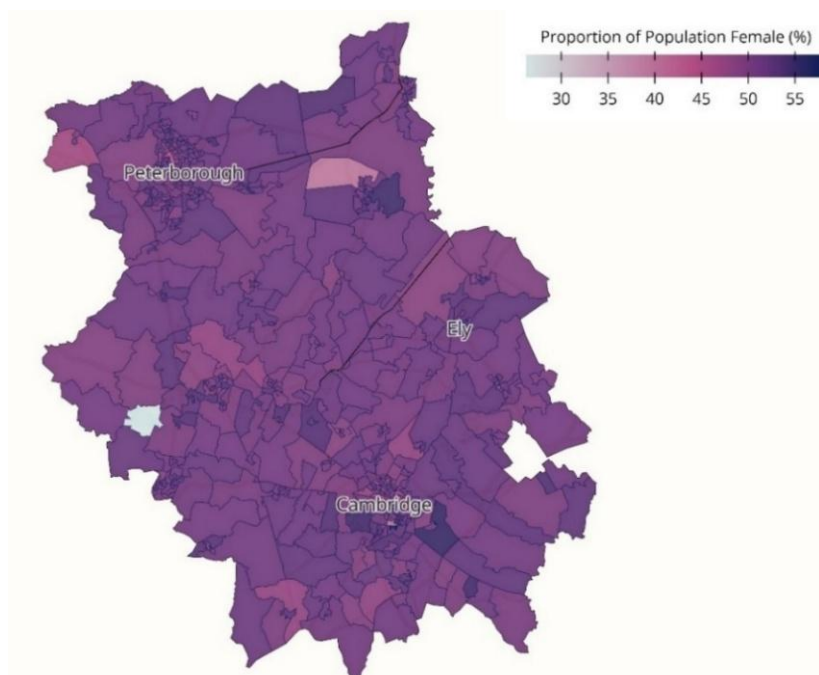 Proportion of Population Female (%)
30 35 40 45 50 55
Peterborough
Ely
Cambridge